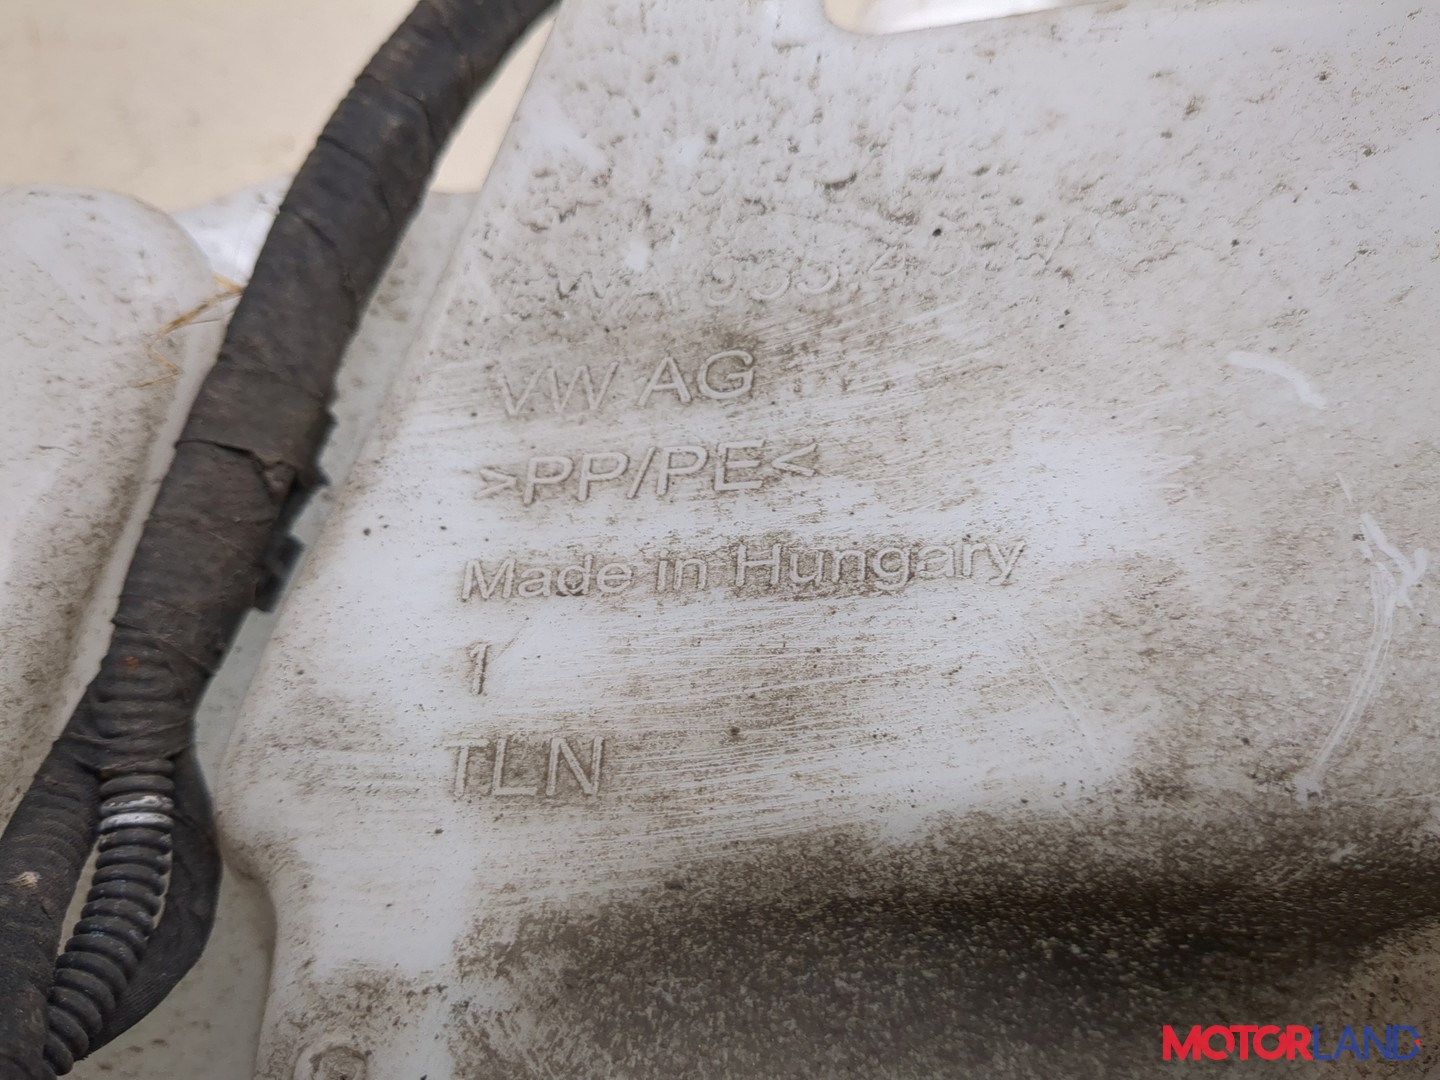 VW AG
>PP/PE<
Made in Hungary
1
TLN
MOTORLAND